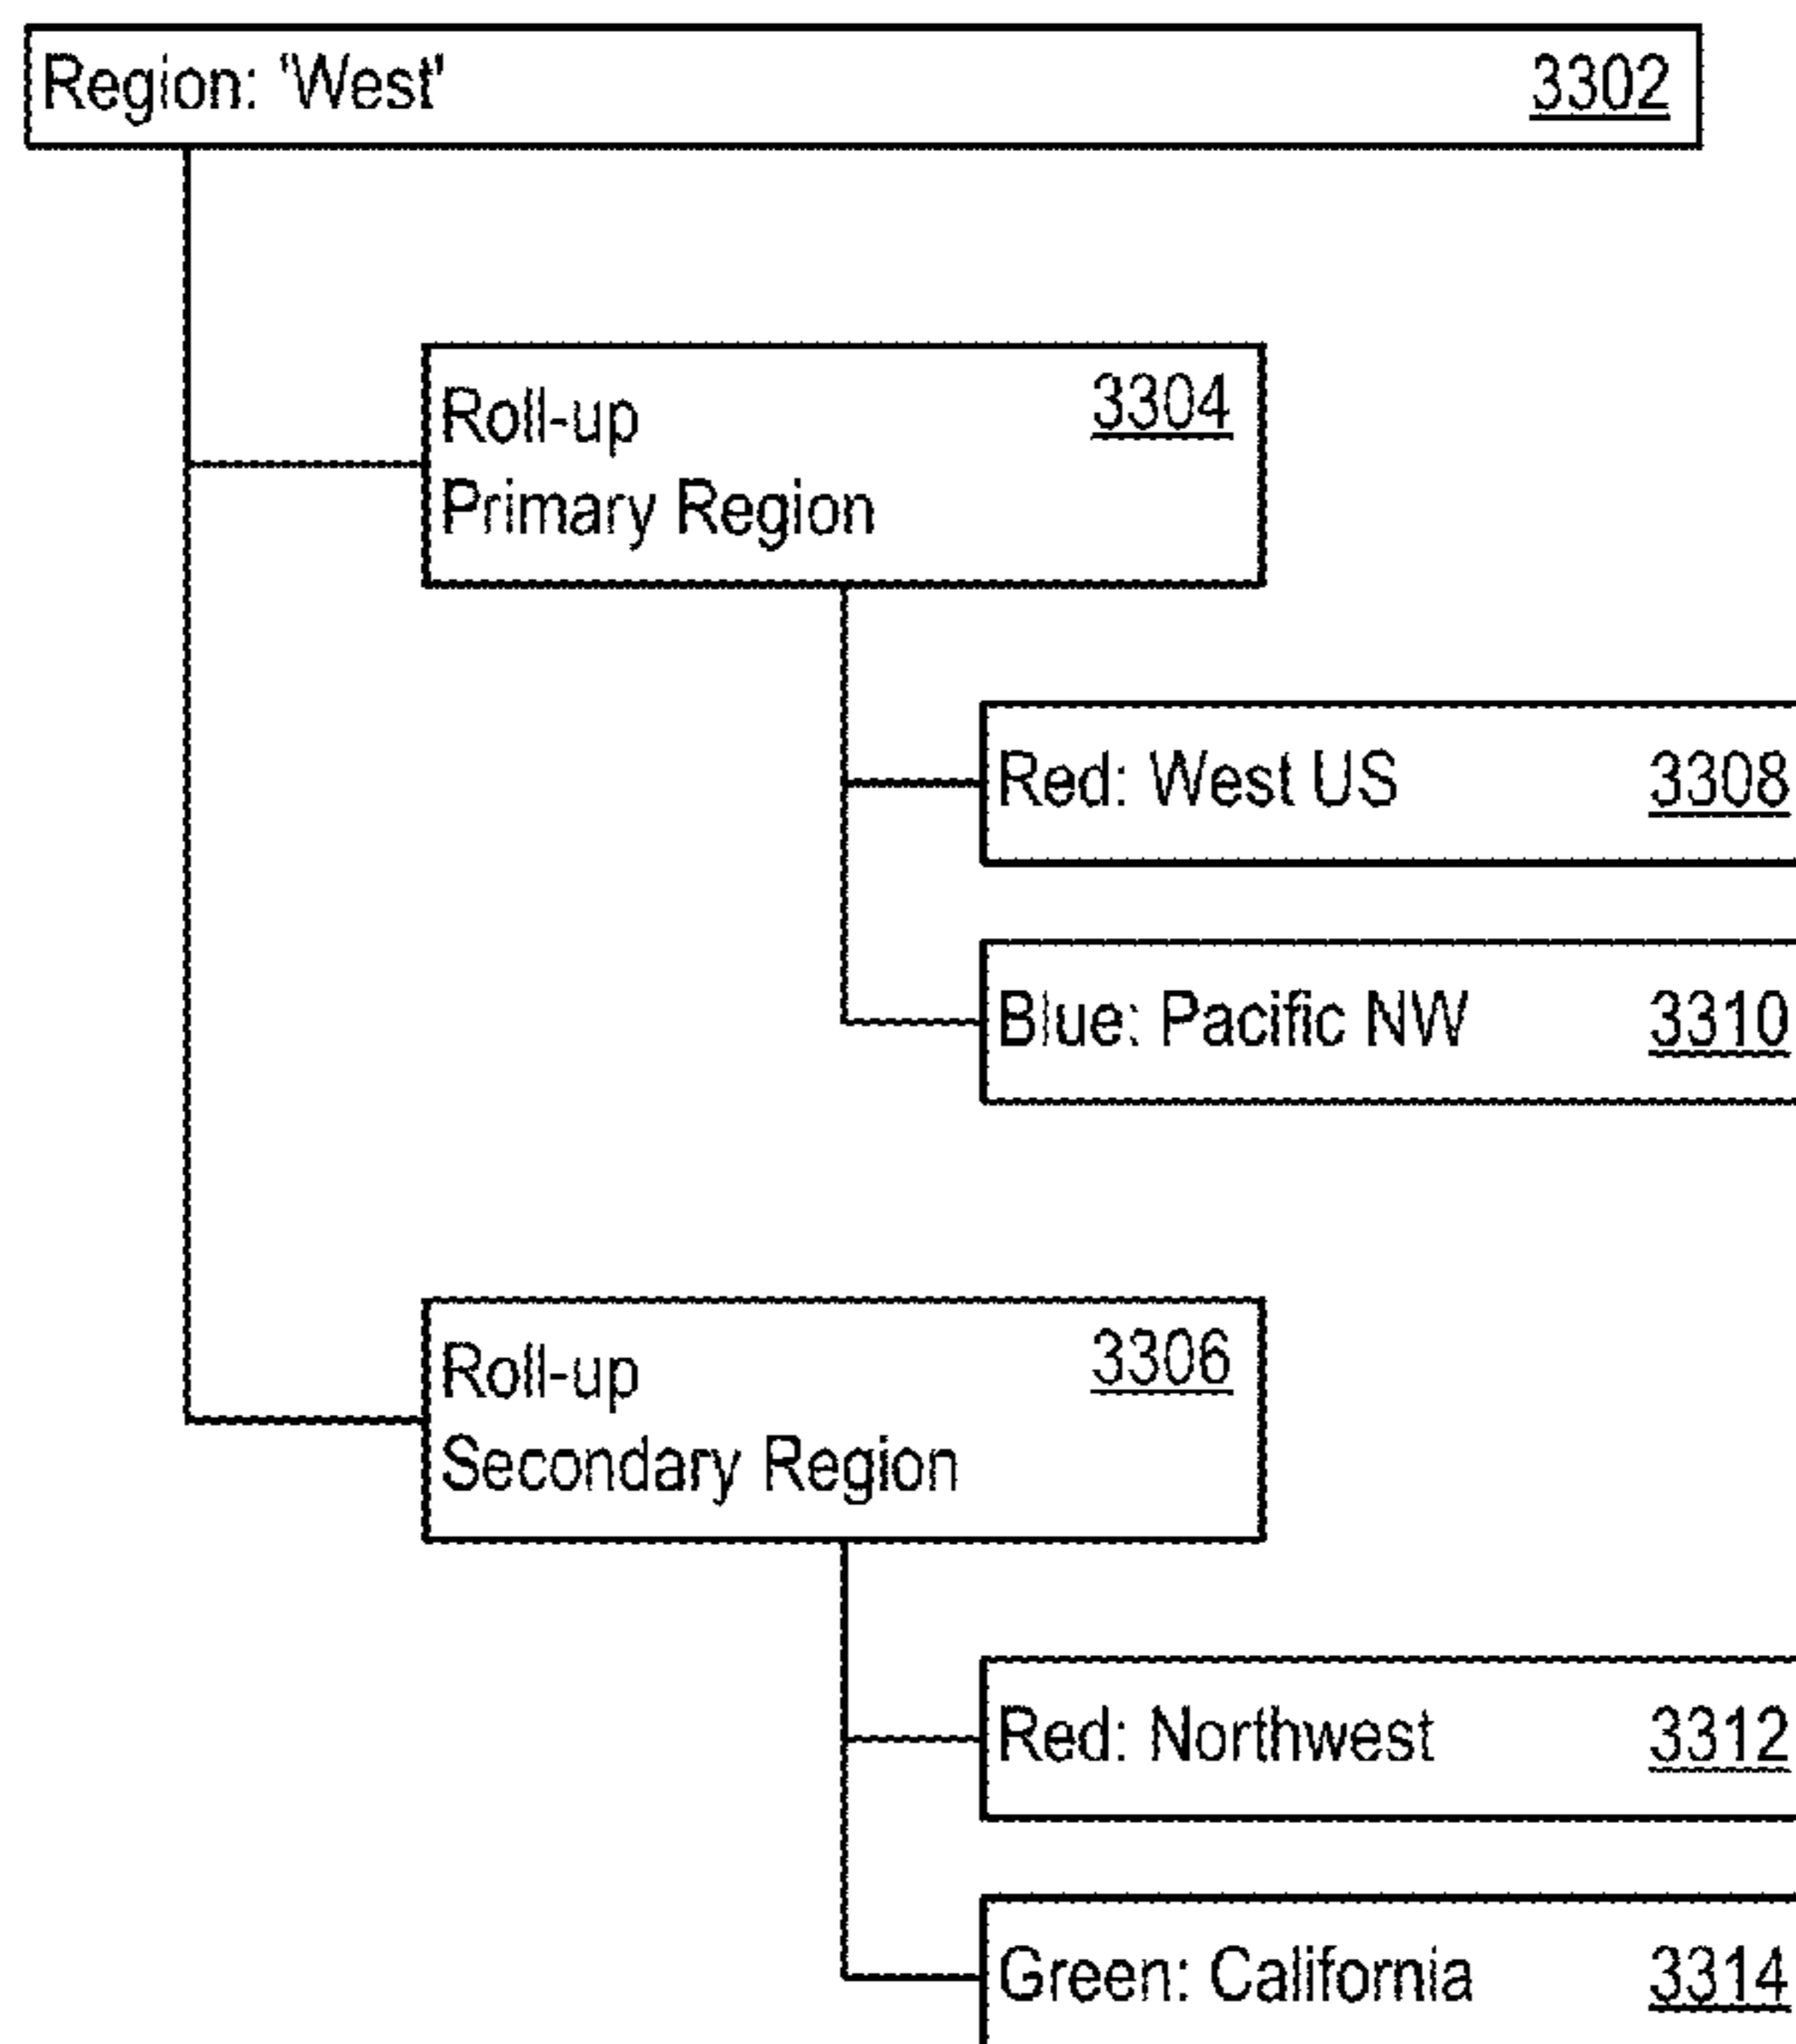 Region: 'West' 3302
Roll-up 3304
Primary Region
Red: West US 3308
Blue: Pacific NW 3310
Roll-up 3306
Secondary Region
Red: Northwest 3312
Green: California 3314